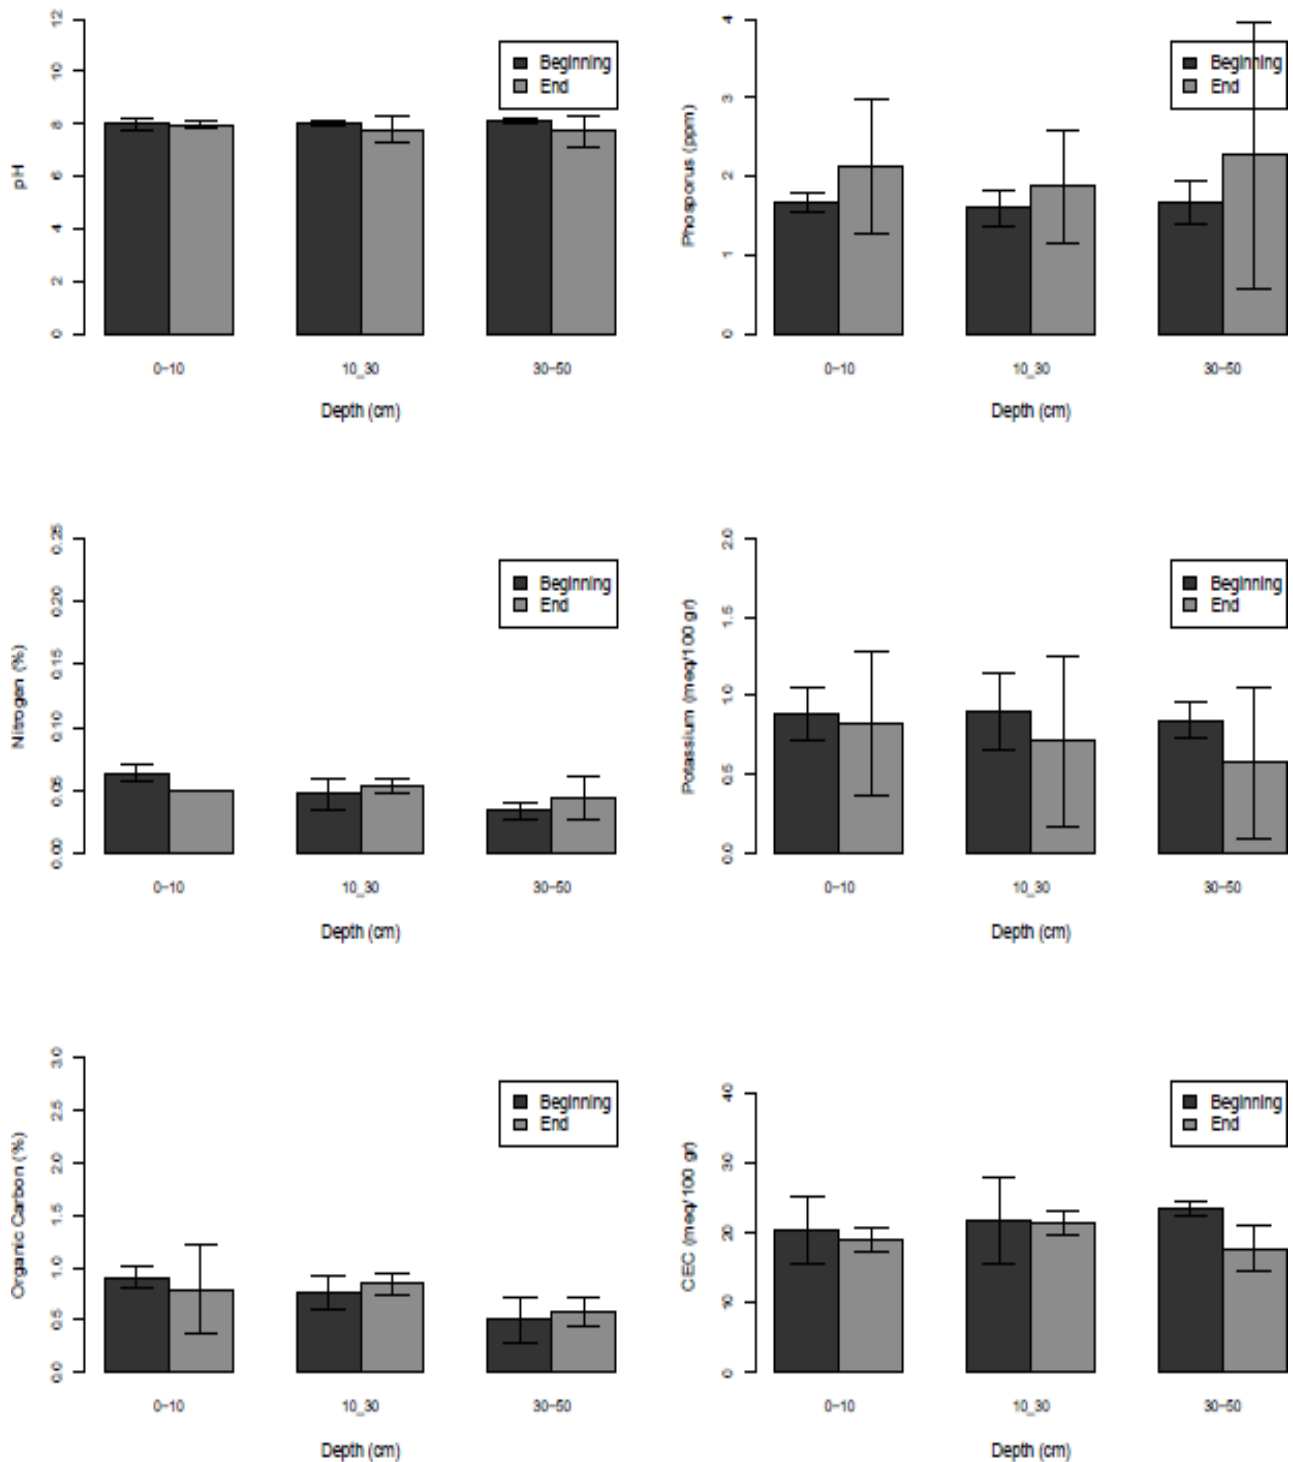 12
10
8
6
4
2
0
pH
Beginning
End
0-10
10_30
30-50
Depth (cm)
4
3
2
1
0
Phosporus (ppm)
Beginning
End
0-10
10_30
30-50
Depth (cm)
0.25
0.20
0.15
0.10
0.05
0.00
Nitrogen (%)
Beginning
End
0-10
10_30
30-50
Depth (cm)
2.0
1.5
1.0
0.5
0.0
Potassium (meq/100 gr)
Beginning
End
0-10
10_30
30-50
Depth (cm)
3.0
2.5
2.0
1.5
1.0
0.5
0.0
Organic Carbon (%)
Beginning
End
0-10
10_30
30-50
Depth (cm)
40
30
20
10
0
CEC (meq/100 gr)
Beginning
End
0-10
10_30
30-50
Depth (cm)